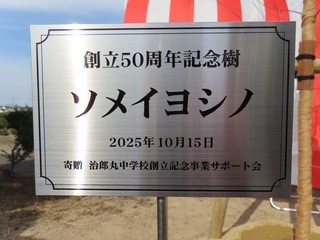 創立50周年記念樹
ソメイヨシノ
2025年10月15日
寄贈 治郎丸中学校創立記念事業サポート会